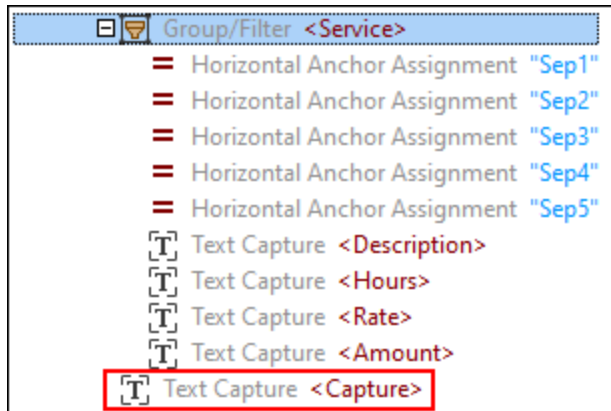 Group/Filter <Service>
Horizontal Anchor Assignment "Sep1"
Horizontal Anchor Assignment "Sep2"
Horizontal Anchor Assignment "Sep3"
Horizontal Anchor Assignment "Sep4"
Horizontal Anchor Assignment "Sep5"
Text Capture <Description>
Text Capture <Hours>
Text Capture <Rate>
Text Capture <Amount>
Text Capture <Capture>